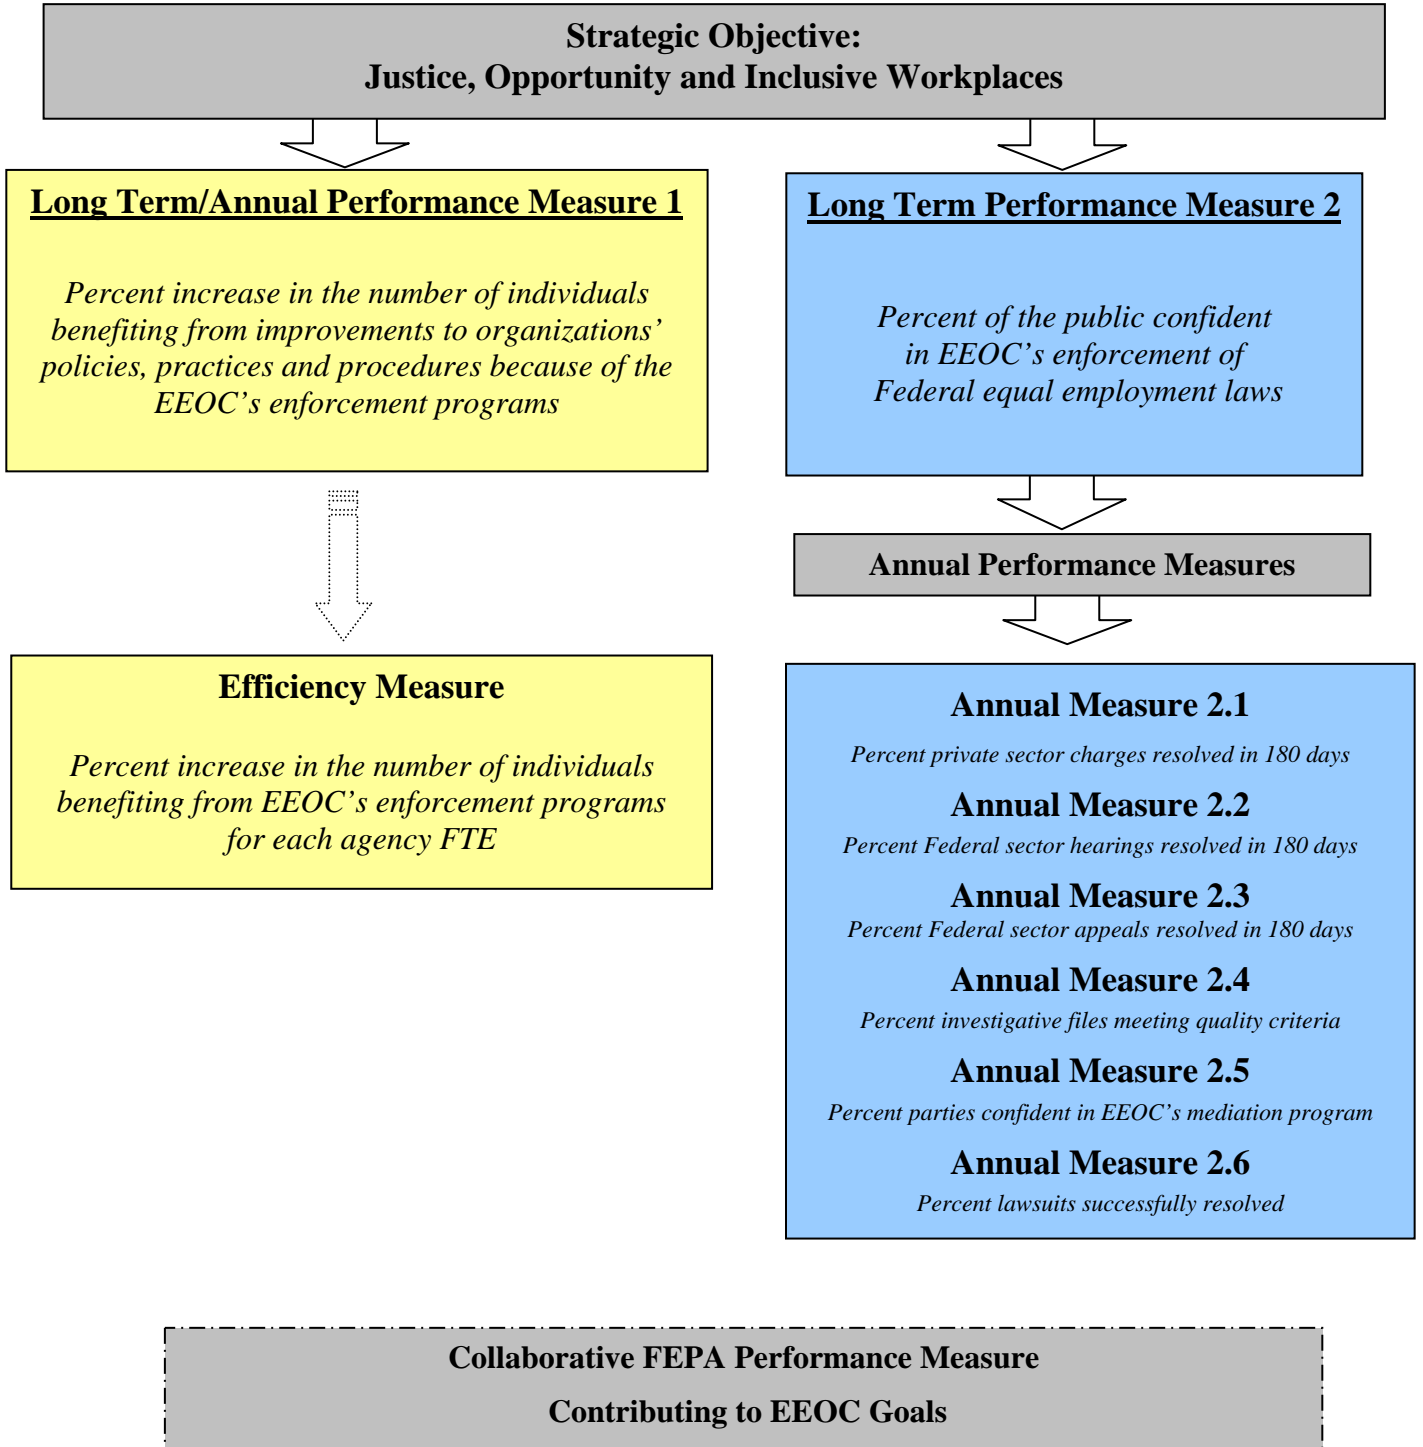 Strategic Objective:
Justice, Opportunity and Inclusive Workplaces
Long Term/Annual Performance Measure 1
Percent increase in the number of individuals
benefiting from improvements to organizations’
policies, practices and procedures because of the
EEOC’s enforcement programs
Efficiency Measure
Percent increase in the number of individuals
benefiting from EEOC’s enforcement programs
for each agency FTE
Long Term Performance Measure 2
Percent of the public confident
in EEOC’s enforcement of
Federal equal employment laws
Annual Performance Measures
Annual Measure 2.1
Percent private sector charges resolved in 180 days
Annual Measure 2.2
Percent Federal sector hearings resolved in 180 days
Annual Measure 2.3
Percent Federal sector appeals resolved in 180 days
Annual Measure 2.4
Percent investigative files meeting quality criteria
Annual Measure 2.5
Percent parties confident in EEOC’s mediation program
Annual Measure 2.6
Percent lawsuits successfully resolved
Collaborative FEPA Performance Measure
Contributing to EEOC Goals